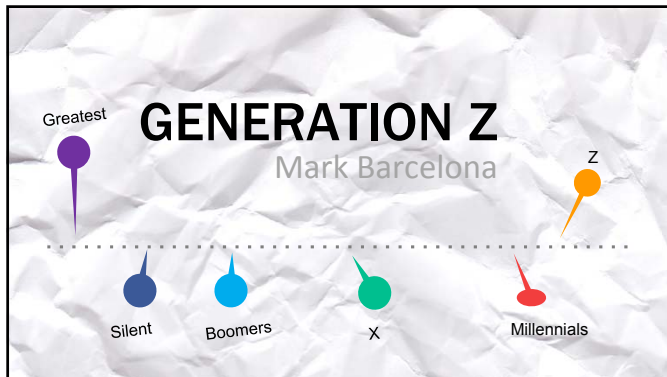 Greatest
GENERATION Z
Mark Barcelona
Z
Silent
Boomers
X
Millennials